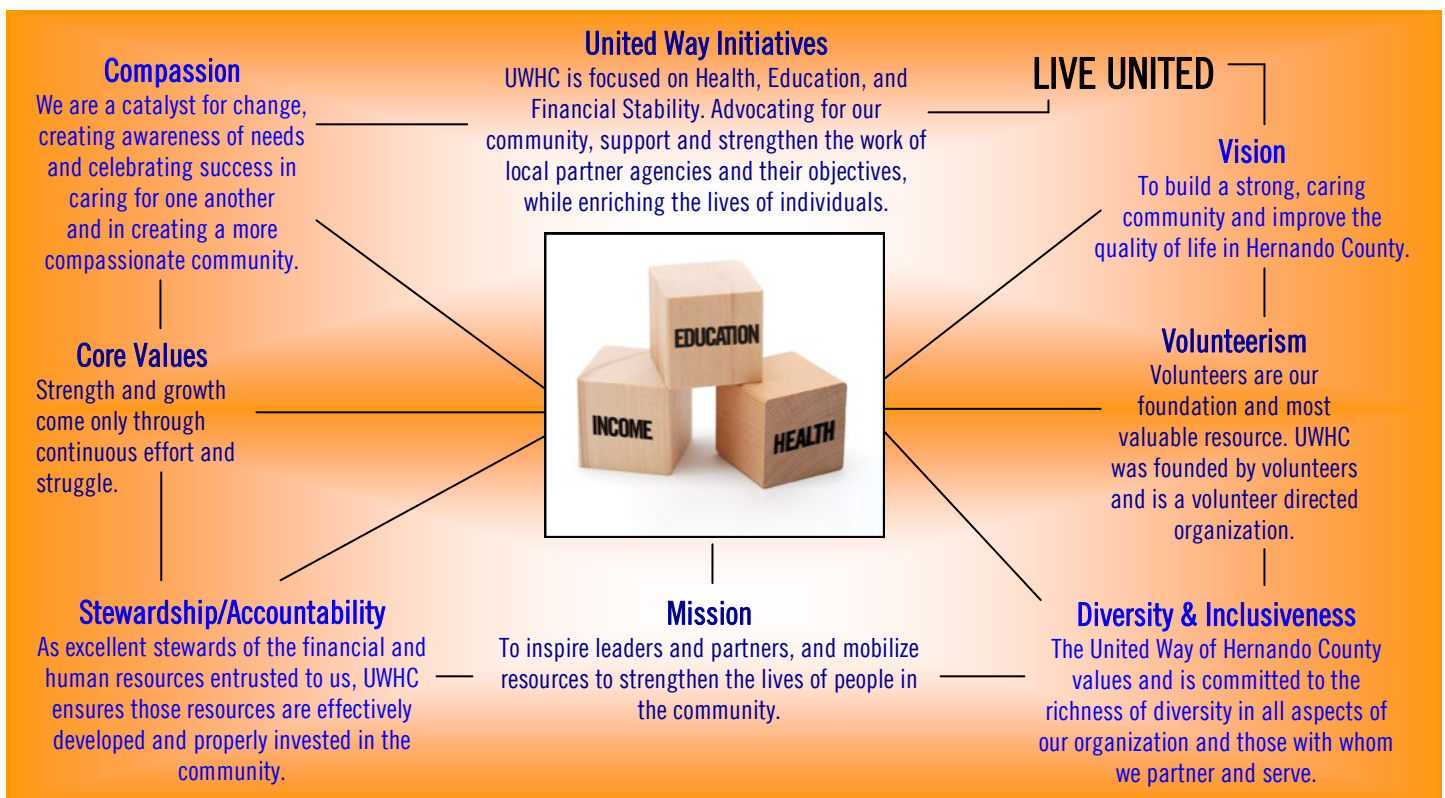 Compassion
We are a catalyst for change,
creating awareness of needs
and celebrating success in
caring for one another
and in creating a more
compassionate community.
United Way Initiatives
UWHC is focused on Health, Education, and
Financial Stability. Advocating for our
community, support and strengthen the work of
local partner agencies and their objectives,
while enriching the lives of individuals.
LIVE UNITED
Vision
To build a strong, caring
community and improve the
quality of life in Hernando County.
Core Values
Strength and growth
come only through
continuous effort and
struggle.
EDUCATION
INCOME
HEALTH
Volunteerism
Volunteers are our
foundation and most
valuable resource. UWHC
was founded by volunteers
and is a volunteer directed
organization.
Stewardship/Accountability
As excellent stewards of the financial and
human resources entrusted to us, UWHC
ensures those resources are effectively
developed and properly invested in the
community.
Mission
To inspire leaders and partners, and mobilize
resources to strengthen the lives of people in
the community.
Diversity & Inclusiveness
The United Way of Hernando County
values and is committed to the
richness of diversity in all aspects of
our organization and those with whom
we partner and serve.